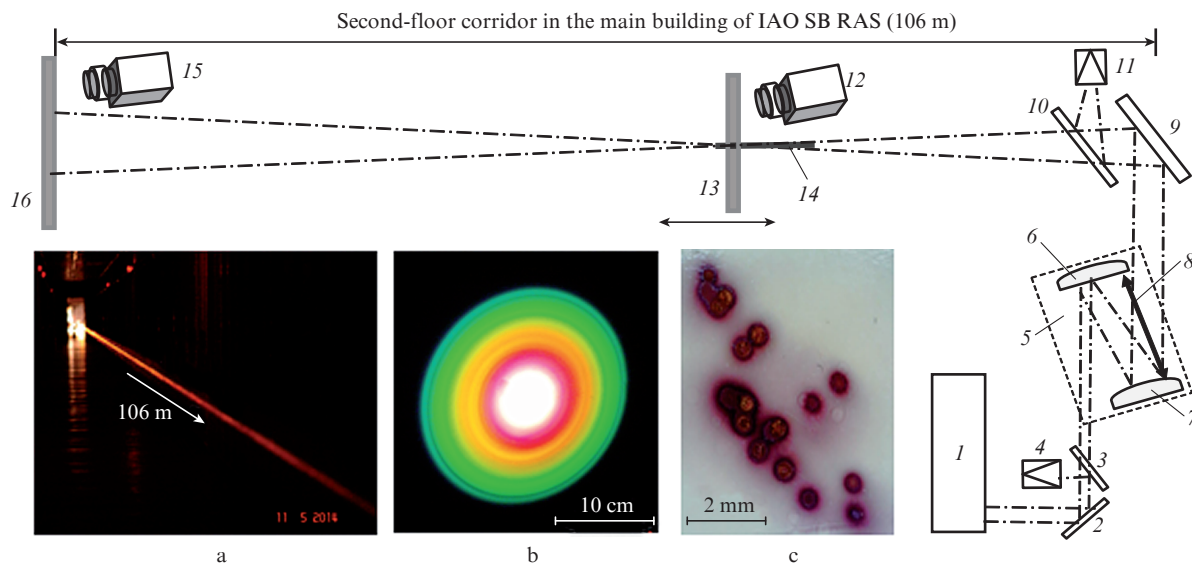 Second-floor corridor in the main building of IAO SB RAS (106 m)
15
12
11
10
9
16
13
14
6
8
5
7
4
3
1
2
106 m
11 5 2014
10 cm
2 mm
a
b
c